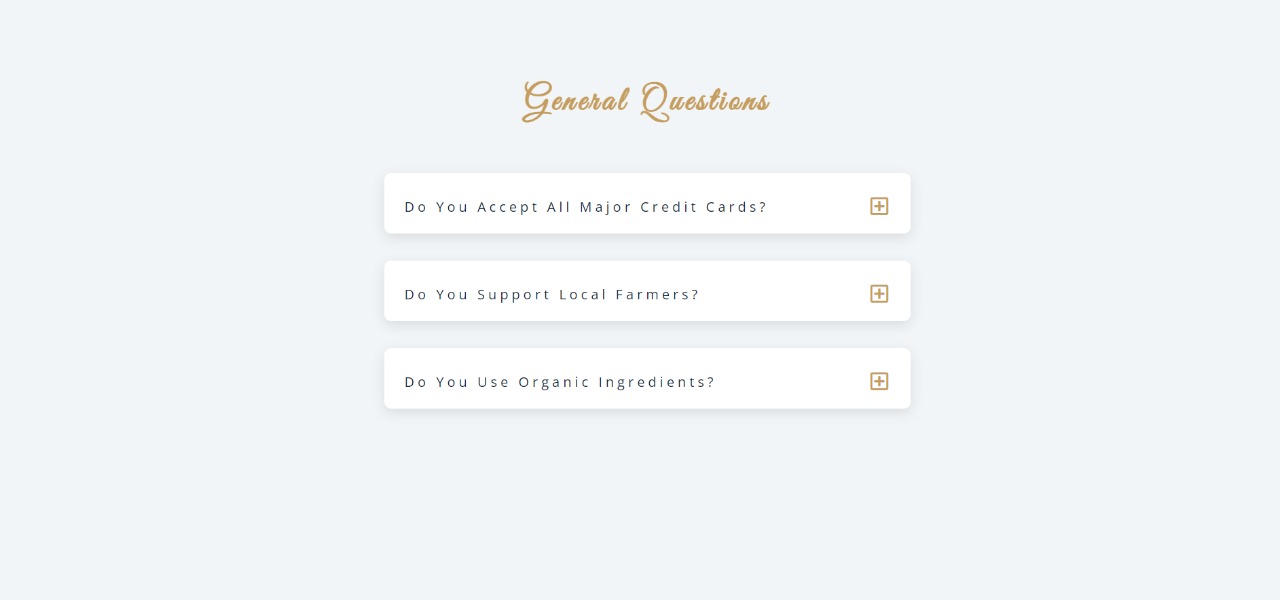 General Questions
Do You Accept All Major Credit Cards?
Do You Support Local Farmers?
Do You Use Organic Ingredients?